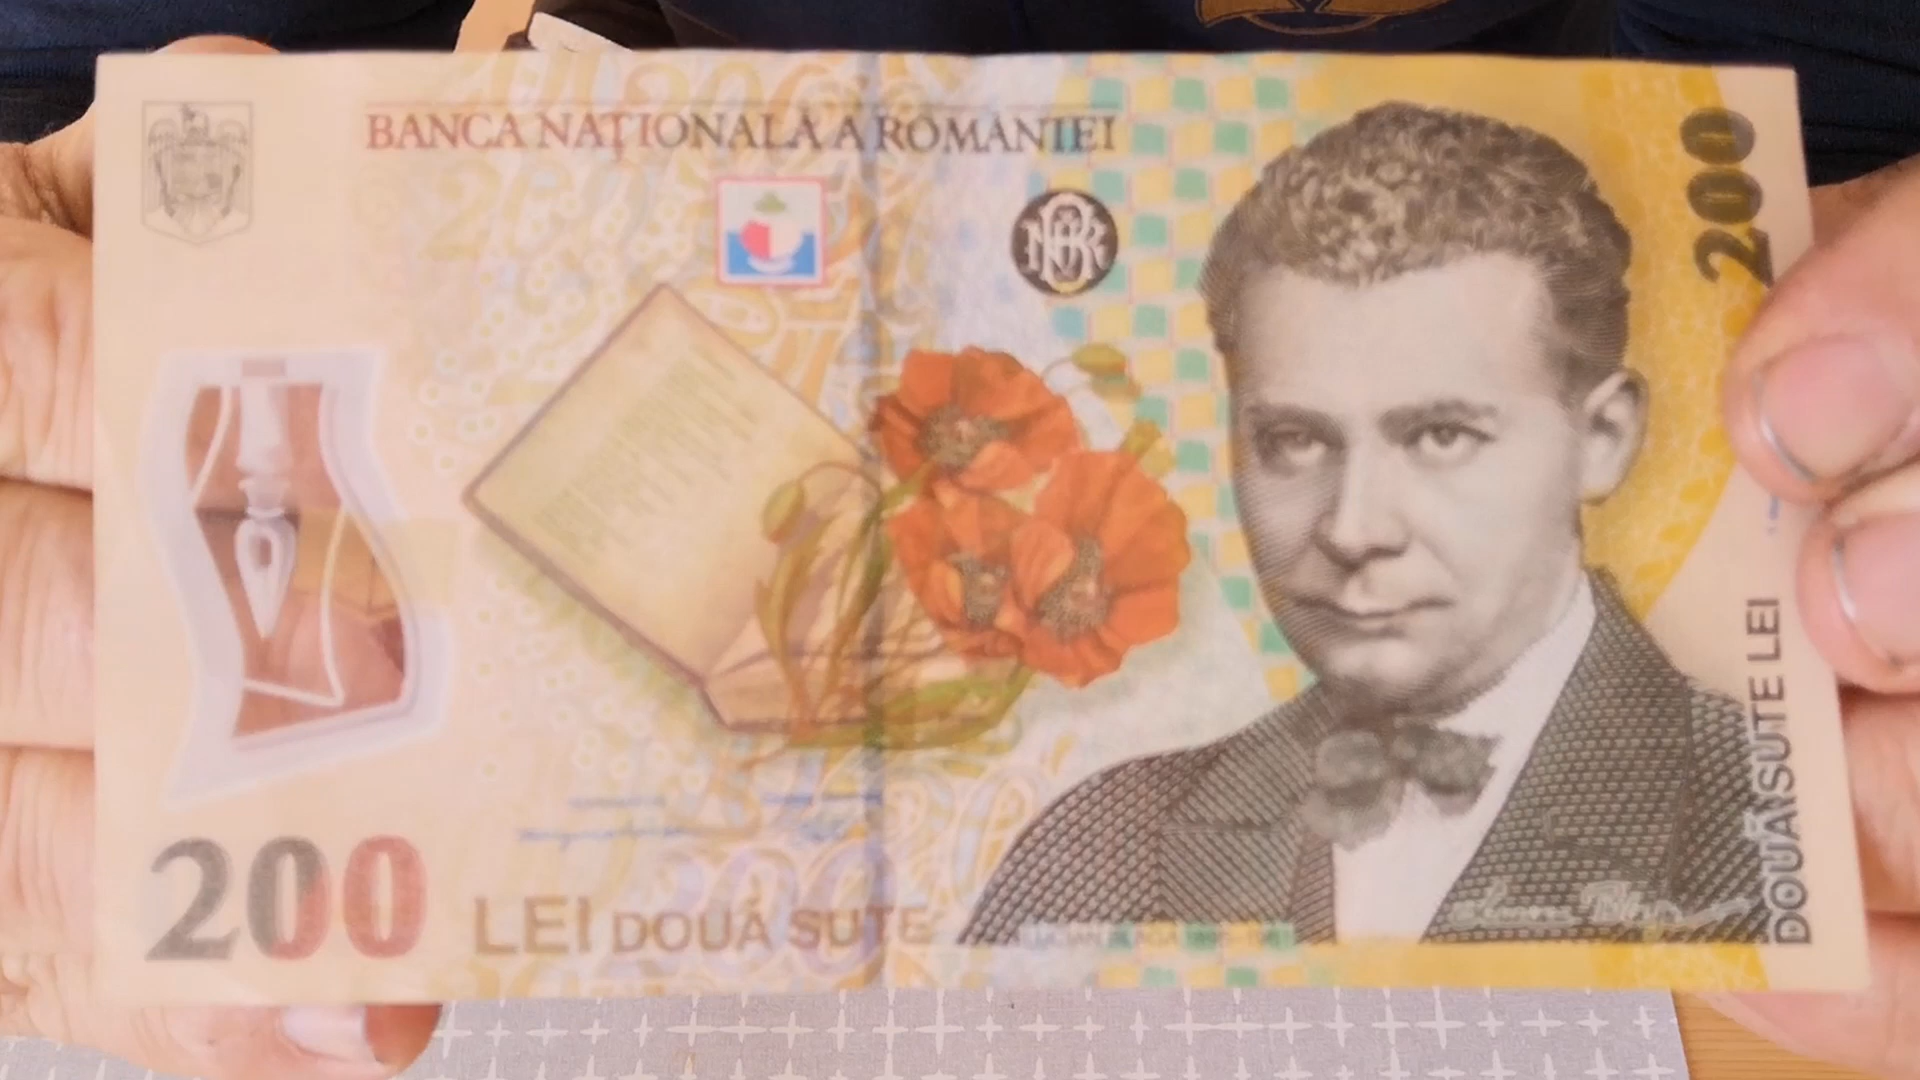 BANCA NAȚIONALĂ A ROMÂNIEI
200
200
LEI DOUĂ SUTE
DOUĂ SUTE LEI